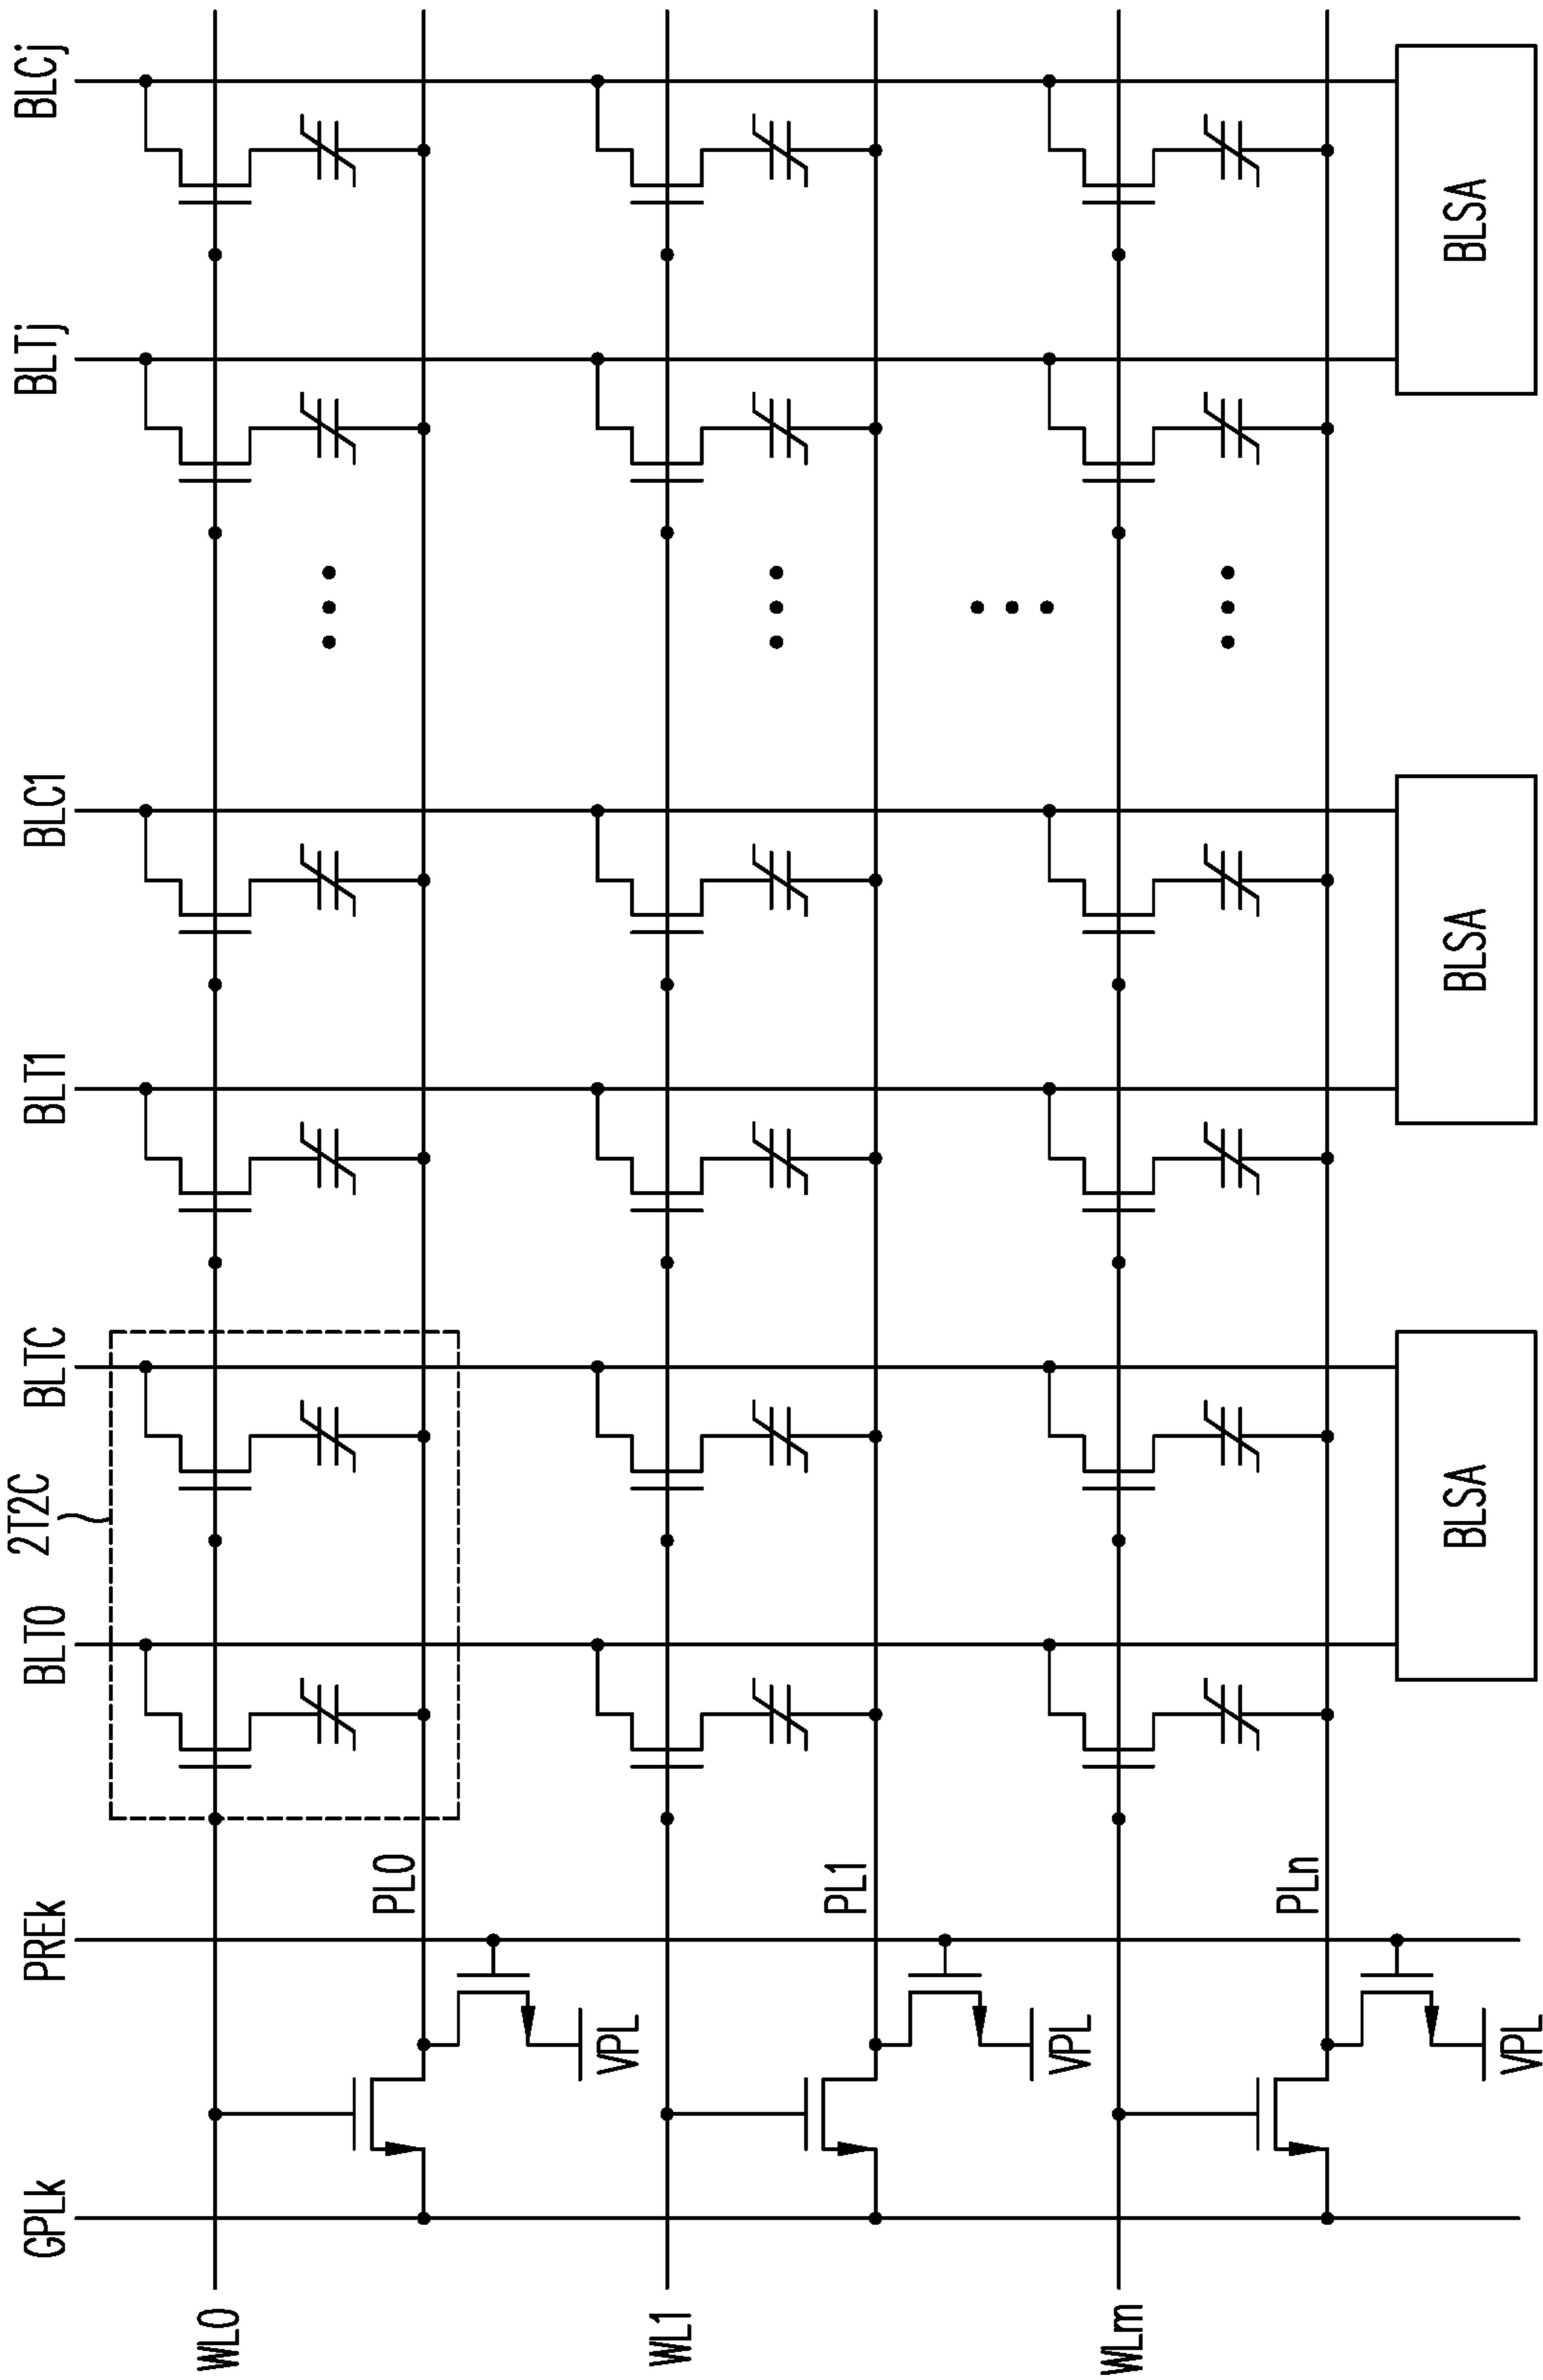 GPLk
PREk
BLT0
2T2C
BLTC
BLT1
BLC1
BLTj
BLCj
WL0
PL0
VPL
WL1
PL1
VPL
WLm
PLn
VPL
BLSA
BLSA
BLSA